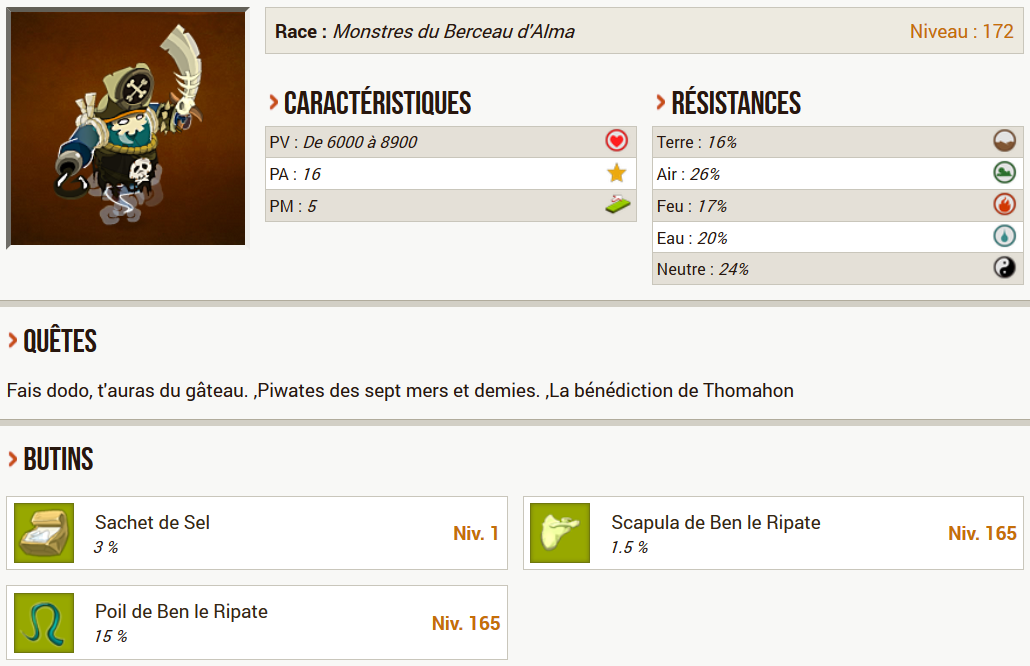 Race : Monstres du Berceau d'Alma
Niveau : 172
CARACTÉRISTIQUES
PV : De 6000 à 8900
PA : 16
PM : 5
RÉSISTANCES
Terre : 16%
Air : 26%
Feu : 17%
Eau : 20%
Neutre : 24%
QUÊTES
Fais dodo, t'auras du gâteau. ,Piwates des sept mers et demies. ,La bénédiction de Thomahon
BUTINS
Sachet de Sel
3 %
Niv. 1
Scapula de Ben le Ripate
1.5 %
Niv. 165
Poil de Ben le Ripate
15 %
Niv. 165